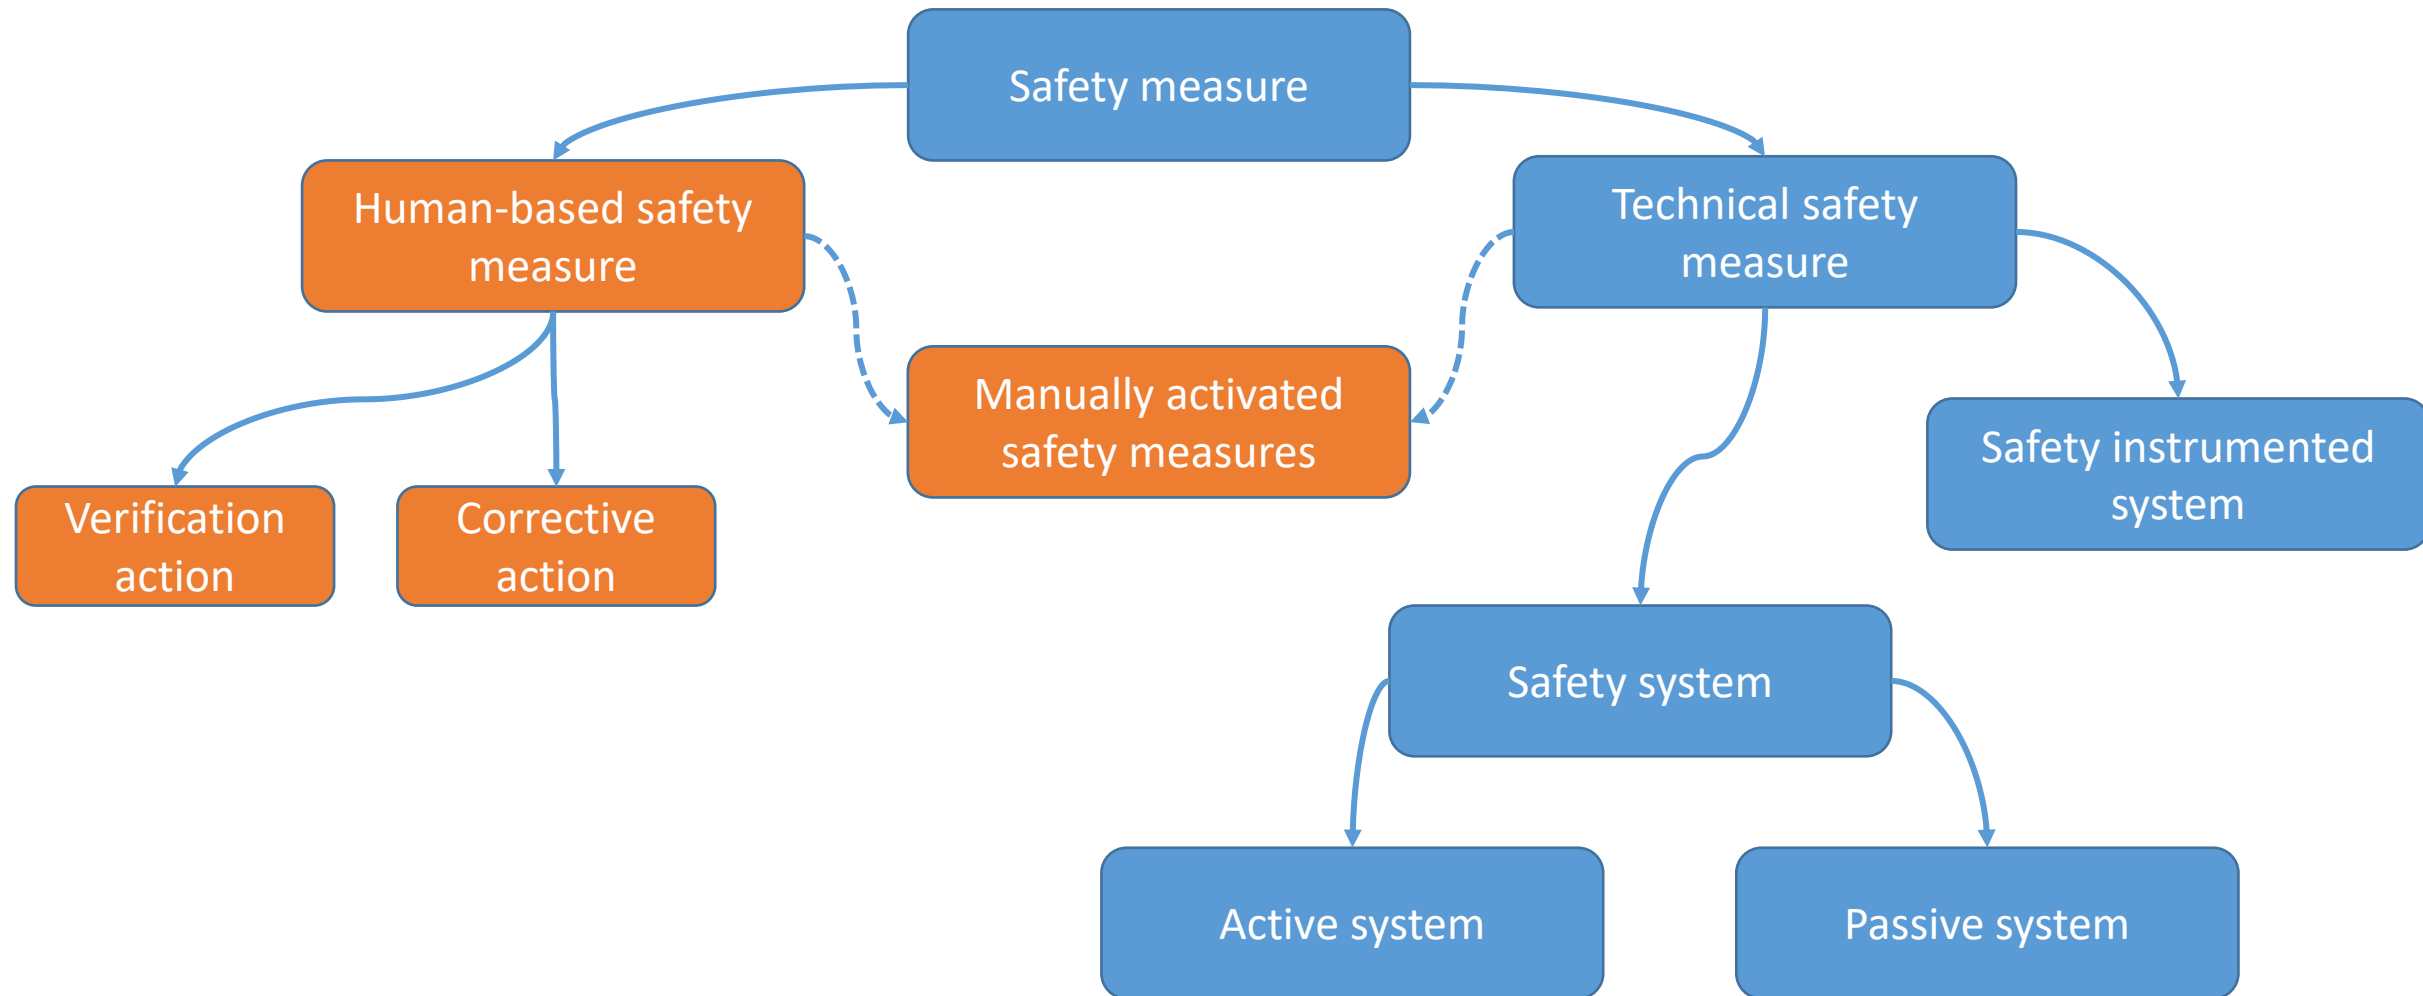 Safety measure
Human-based safety
measure
Technical safety
measure
Manually activated
safety measures
Safety instrumented
system
Verification
action
Corrective
action
Safety system
Active system
Passive system